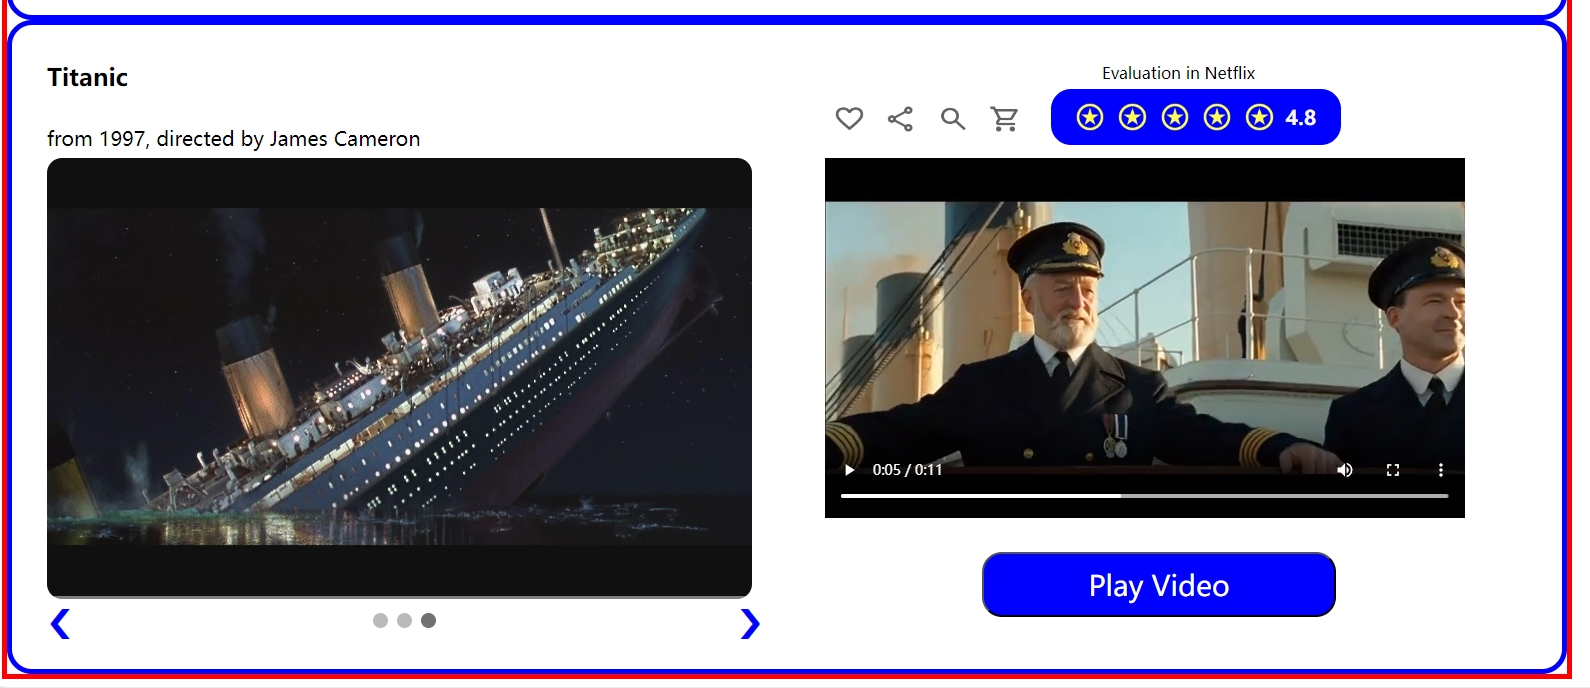 Titanic
from 1997, directed by James Cameron
Evaluation in Netflix
4.8
0:05 / 0:11
Play Video